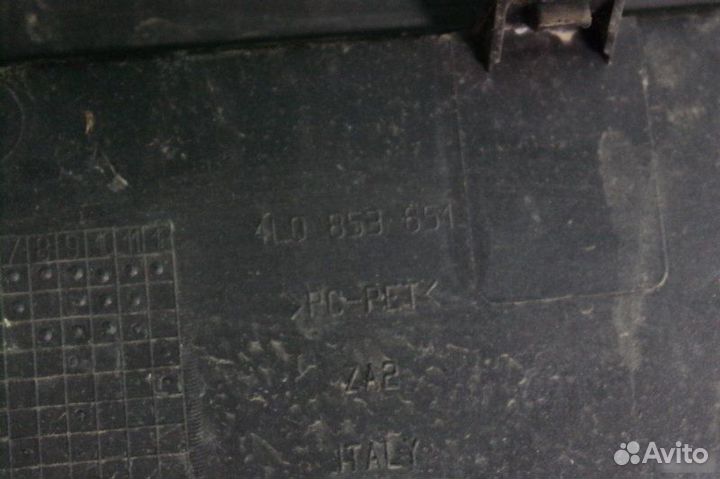 4L0 853 651
>PC-PET<
ZA2
ITALY
Avito